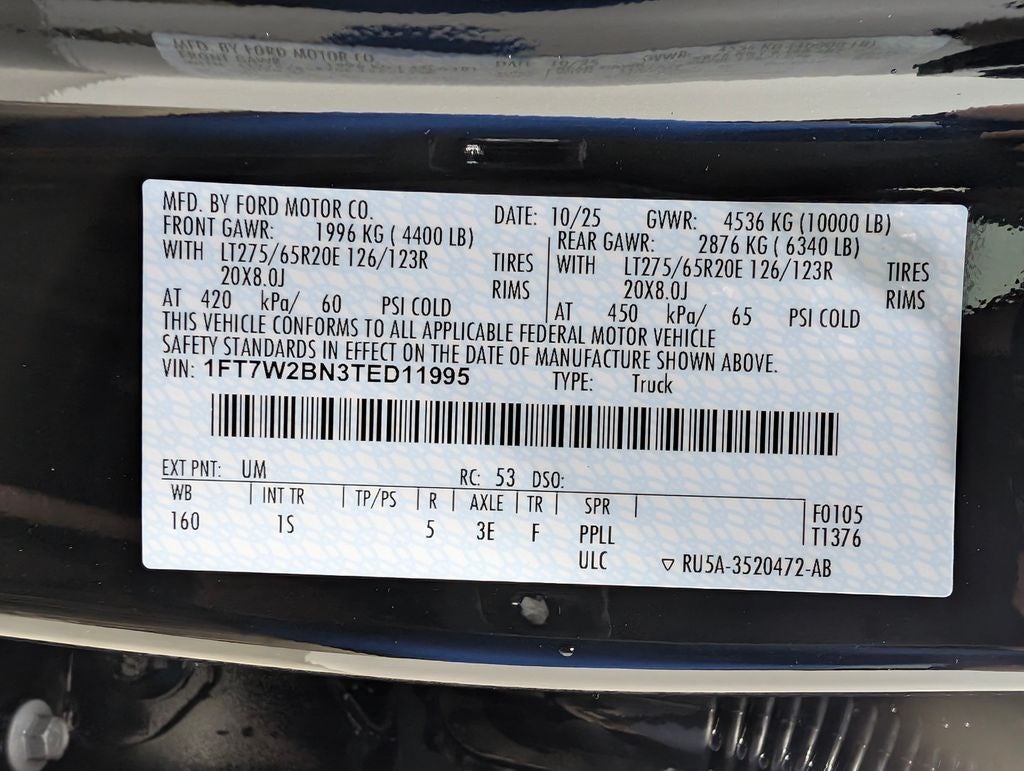 MFD. BY FORD MOTOR CO. DATE: 10/25 GVWR: 4536 KG (10000 LB)
FRONT GAWR: 1996 KG ( 4400 LB) REAR GAWR: 2876 KG ( 6340 LB)
WITH LT275/65R20E 126/123R TIRES WITH LT275/65R20E 126/123R TIRES
20X8.0J RIMS 20X8.0J RIMS
AT 420 kPa/ 60 PSI COLD AT 450 kPa/ 65 PSI COLD
THIS VEHICLE CONFORMS TO ALL APPLICABLE FEDERAL MOTOR VEHICLE
SAFETY STANDARDS IN EFFECT ON THE DATE OF MANUFACTURE SHOWN ABOVE.
VIN: 1FT7W2BN3TED11995 TYPE: Truck
EXT PNT: UM RC: 53 DSO:
WB INT TR TP/PS R AXLE TR SPR F0105
160 1S 5 3E F PPLL T1376
ULC ▽ RU5A-3520472-AB